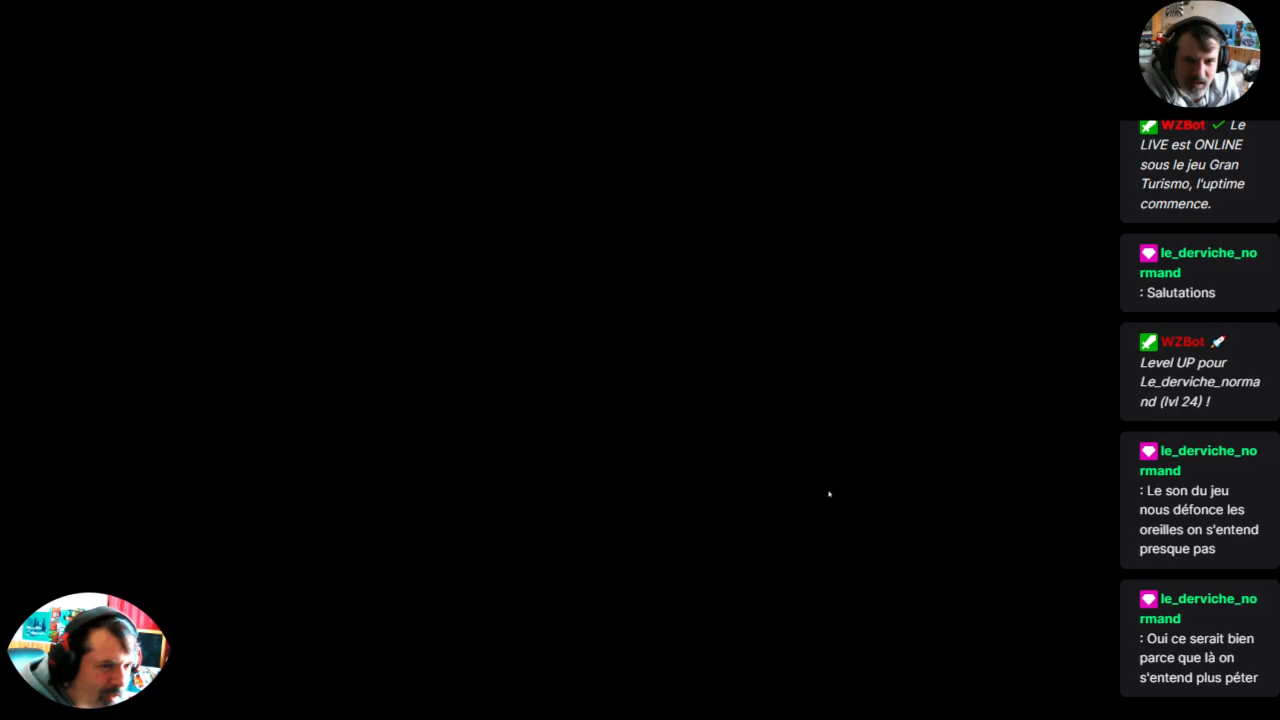 WZBot ✓ Le
LIVE est ONLINE
sous le jeu Gran
Turismo, l'uptime
commence.
le_derviche_no
rmand
: Salutations
WZBot 🚀
Level UP pour
Le_derviche_norma
nd (lvl 24) !
le_derviche_no
rmand
: Le son du jeu
nous défonce les
oreilles on s'entend
presque pas
le_derviche_no
rmand
: Oui ce serait bien
parce que là on
s'entend plus péter